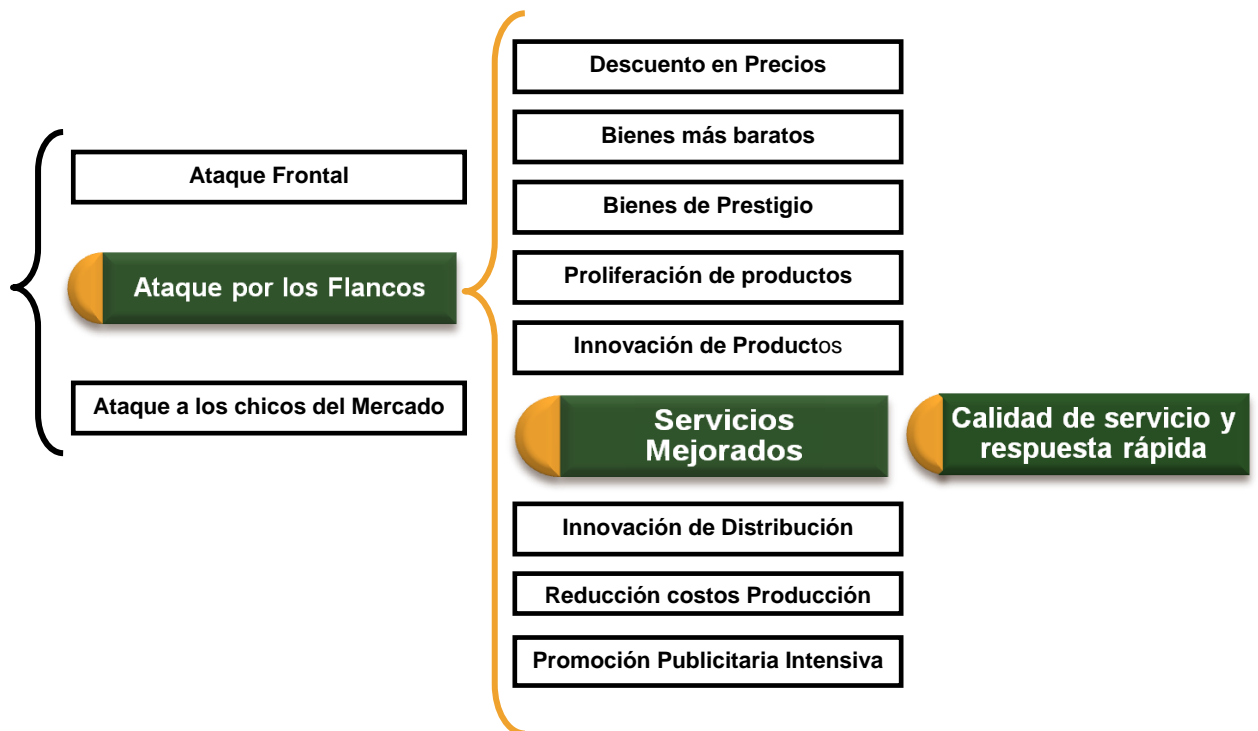 Ataque Frontal
Ataque por los Flancos
Ataque a los chicos del Mercado
Descuento en Precios
Bienes más baratos
Bienes de Prestigio
Proliferación de productos
Innovación de Productos
Servicios
Mejorados
Calidad de servicio y
respuesta rápida
Innovación de Distribución
Reducción costos Producción
Promoción Publicitaria Intensiva